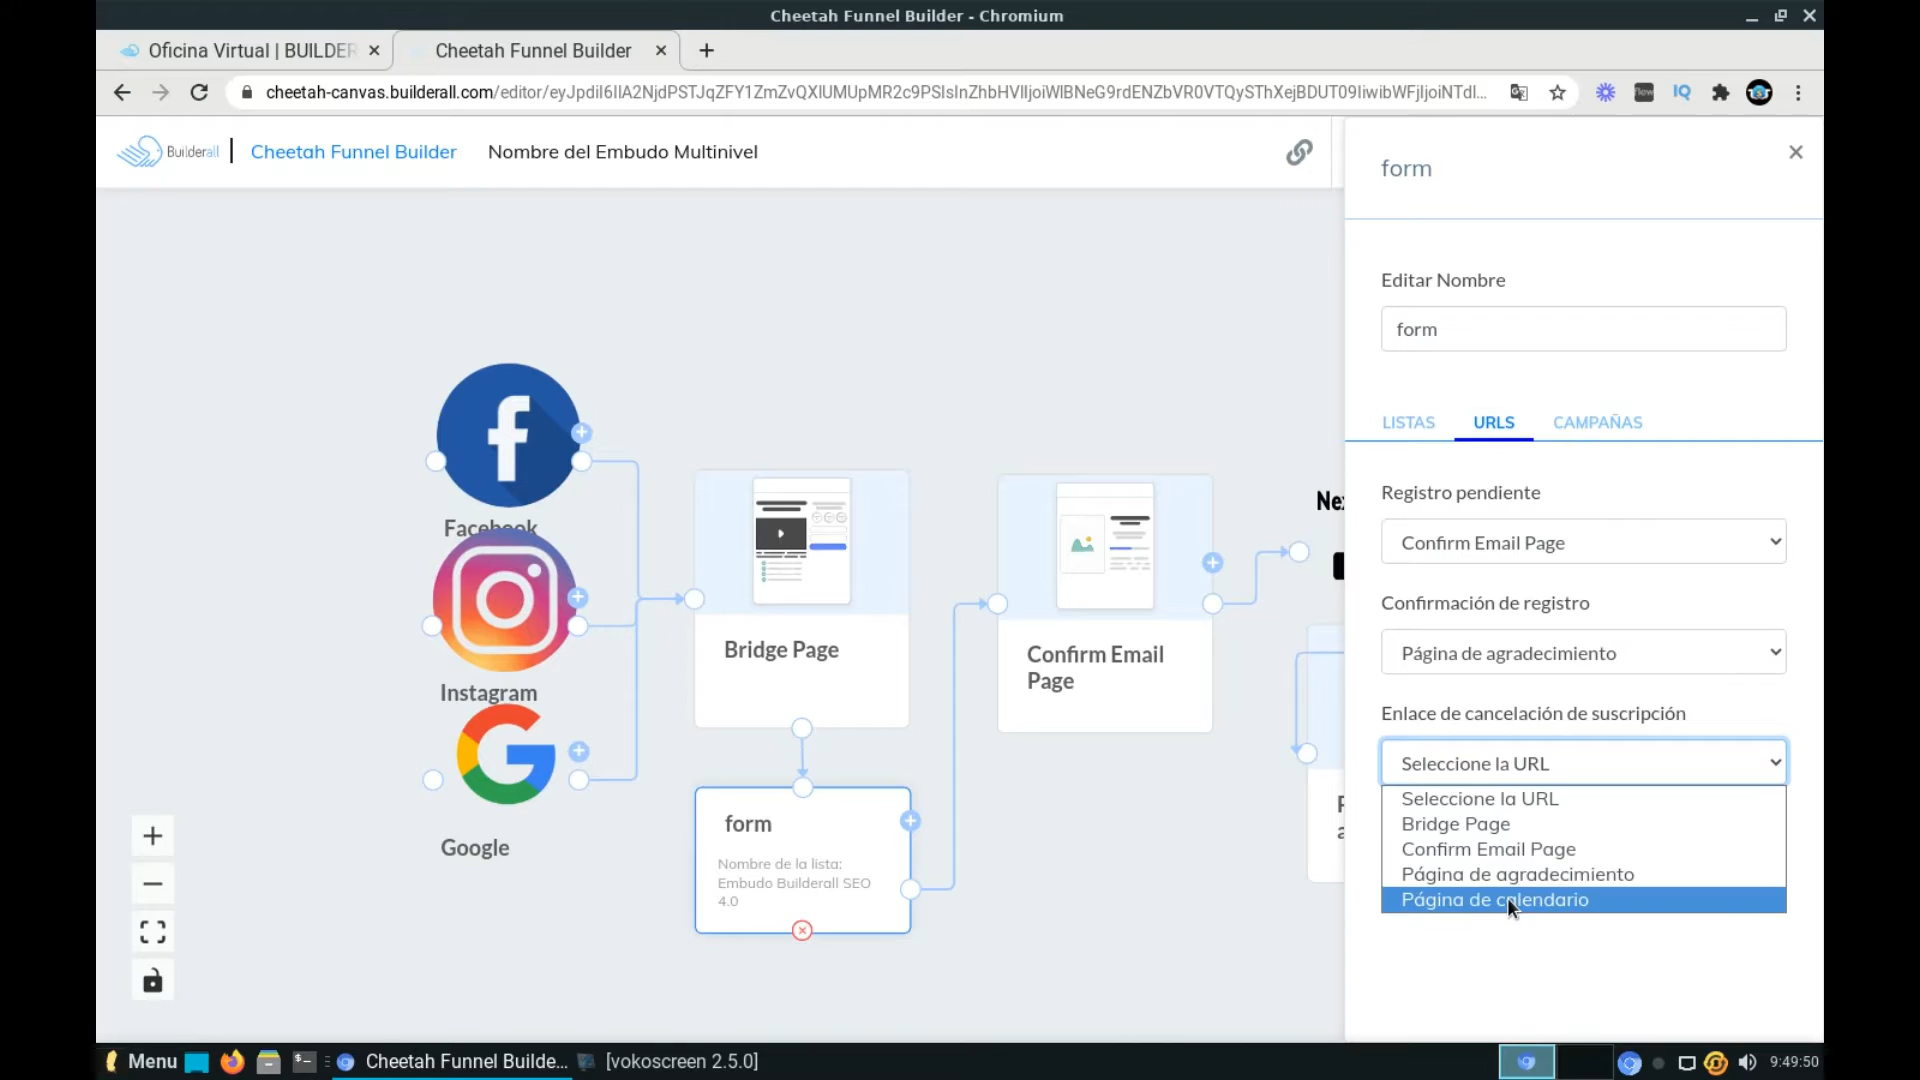 Cheetah Funnel Builder - Chromium
Oficina Virtual | BUILDER
Cheetah Funnel Builder
cheetah-canvas.builderall.com/editor/
Builderall
Cheetah Funnel Builder
Nombre del Embudo Multinivel
form
Editar Nombre
form
LISTAS
URLS
CAMPAÑAS
Registro pendiente
Confirm Email Page
Confirmación de registro
Página de agradecimiento
Enlace de cancelación de suscripción
Seleccione la URL
Seleccione la URL
Bridge Page
Confirm Email Page
Página de agradecimiento
Página de calendario
Facebook
Instagram
Google
Bridge Page
form
Nombre de la lista:
Embudo Builderall SEO
4.0
Confirm Email
Page
IQ
Menu
Cheetah Funnel Builde...
[vokoscreen 2.5.0]
9:49:50